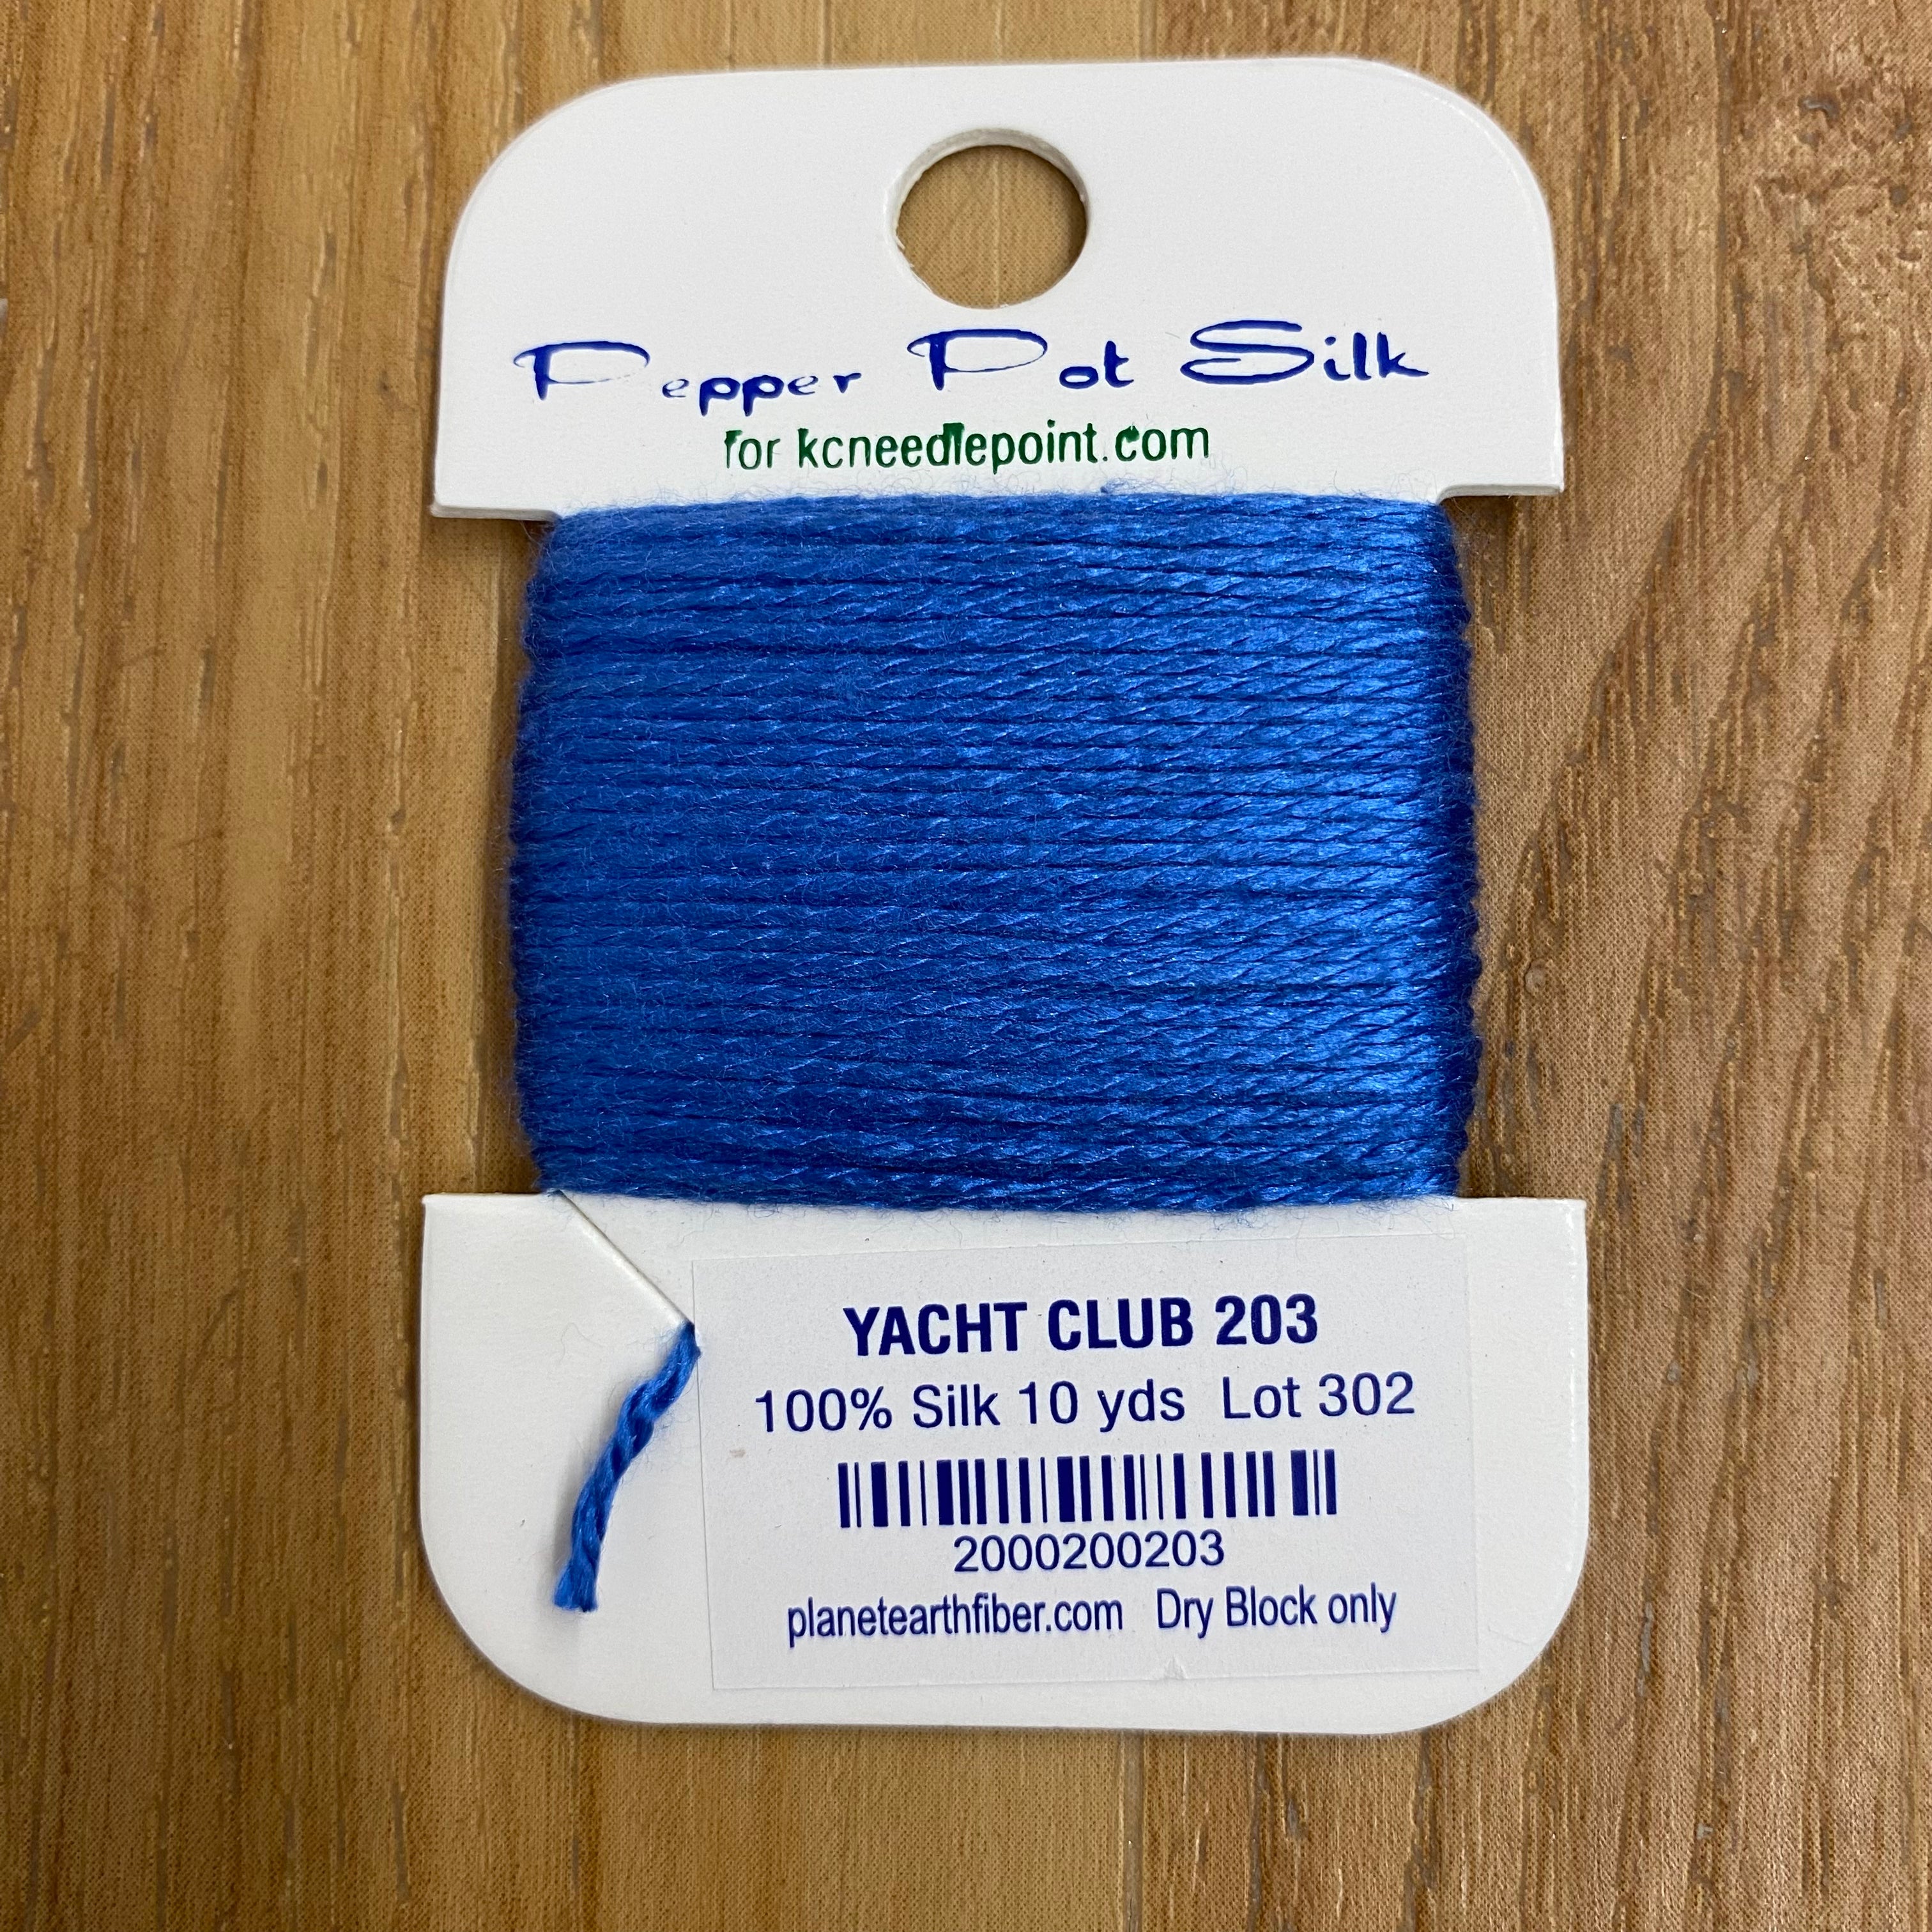 Pepper Pot Silk
for kcneedlepoint.com
YACHT CLUB 203
100% Silk 10 yds Lot 302
2000200203
planetearthfiber.com Dry Block only